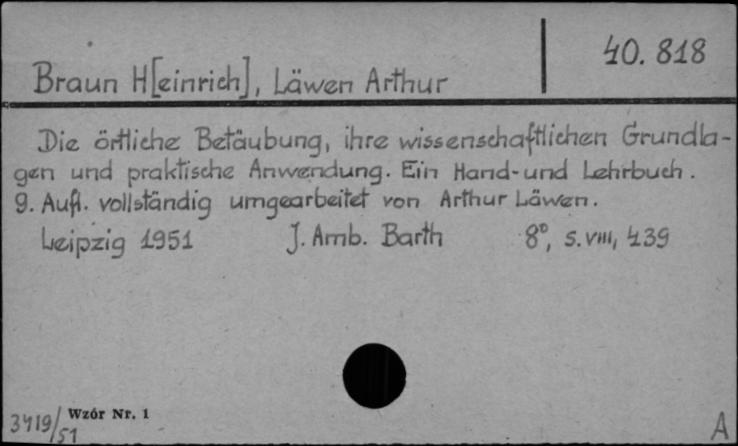 40.818
Braun H[einrich], Läwen Arthur
Die örtliche Betäubung, ihre wissenschaftlichen Grundla-
gen und praktische Anwendung. Ein Hand-und Lehrbuch.
9. Aufl. vollständig umgearbeitet von Arthur Läwen.
Leipzig 1951 J. Amb. Barth 8°, S. VIII, 439
3419/51 Wzór Nr. 1 A